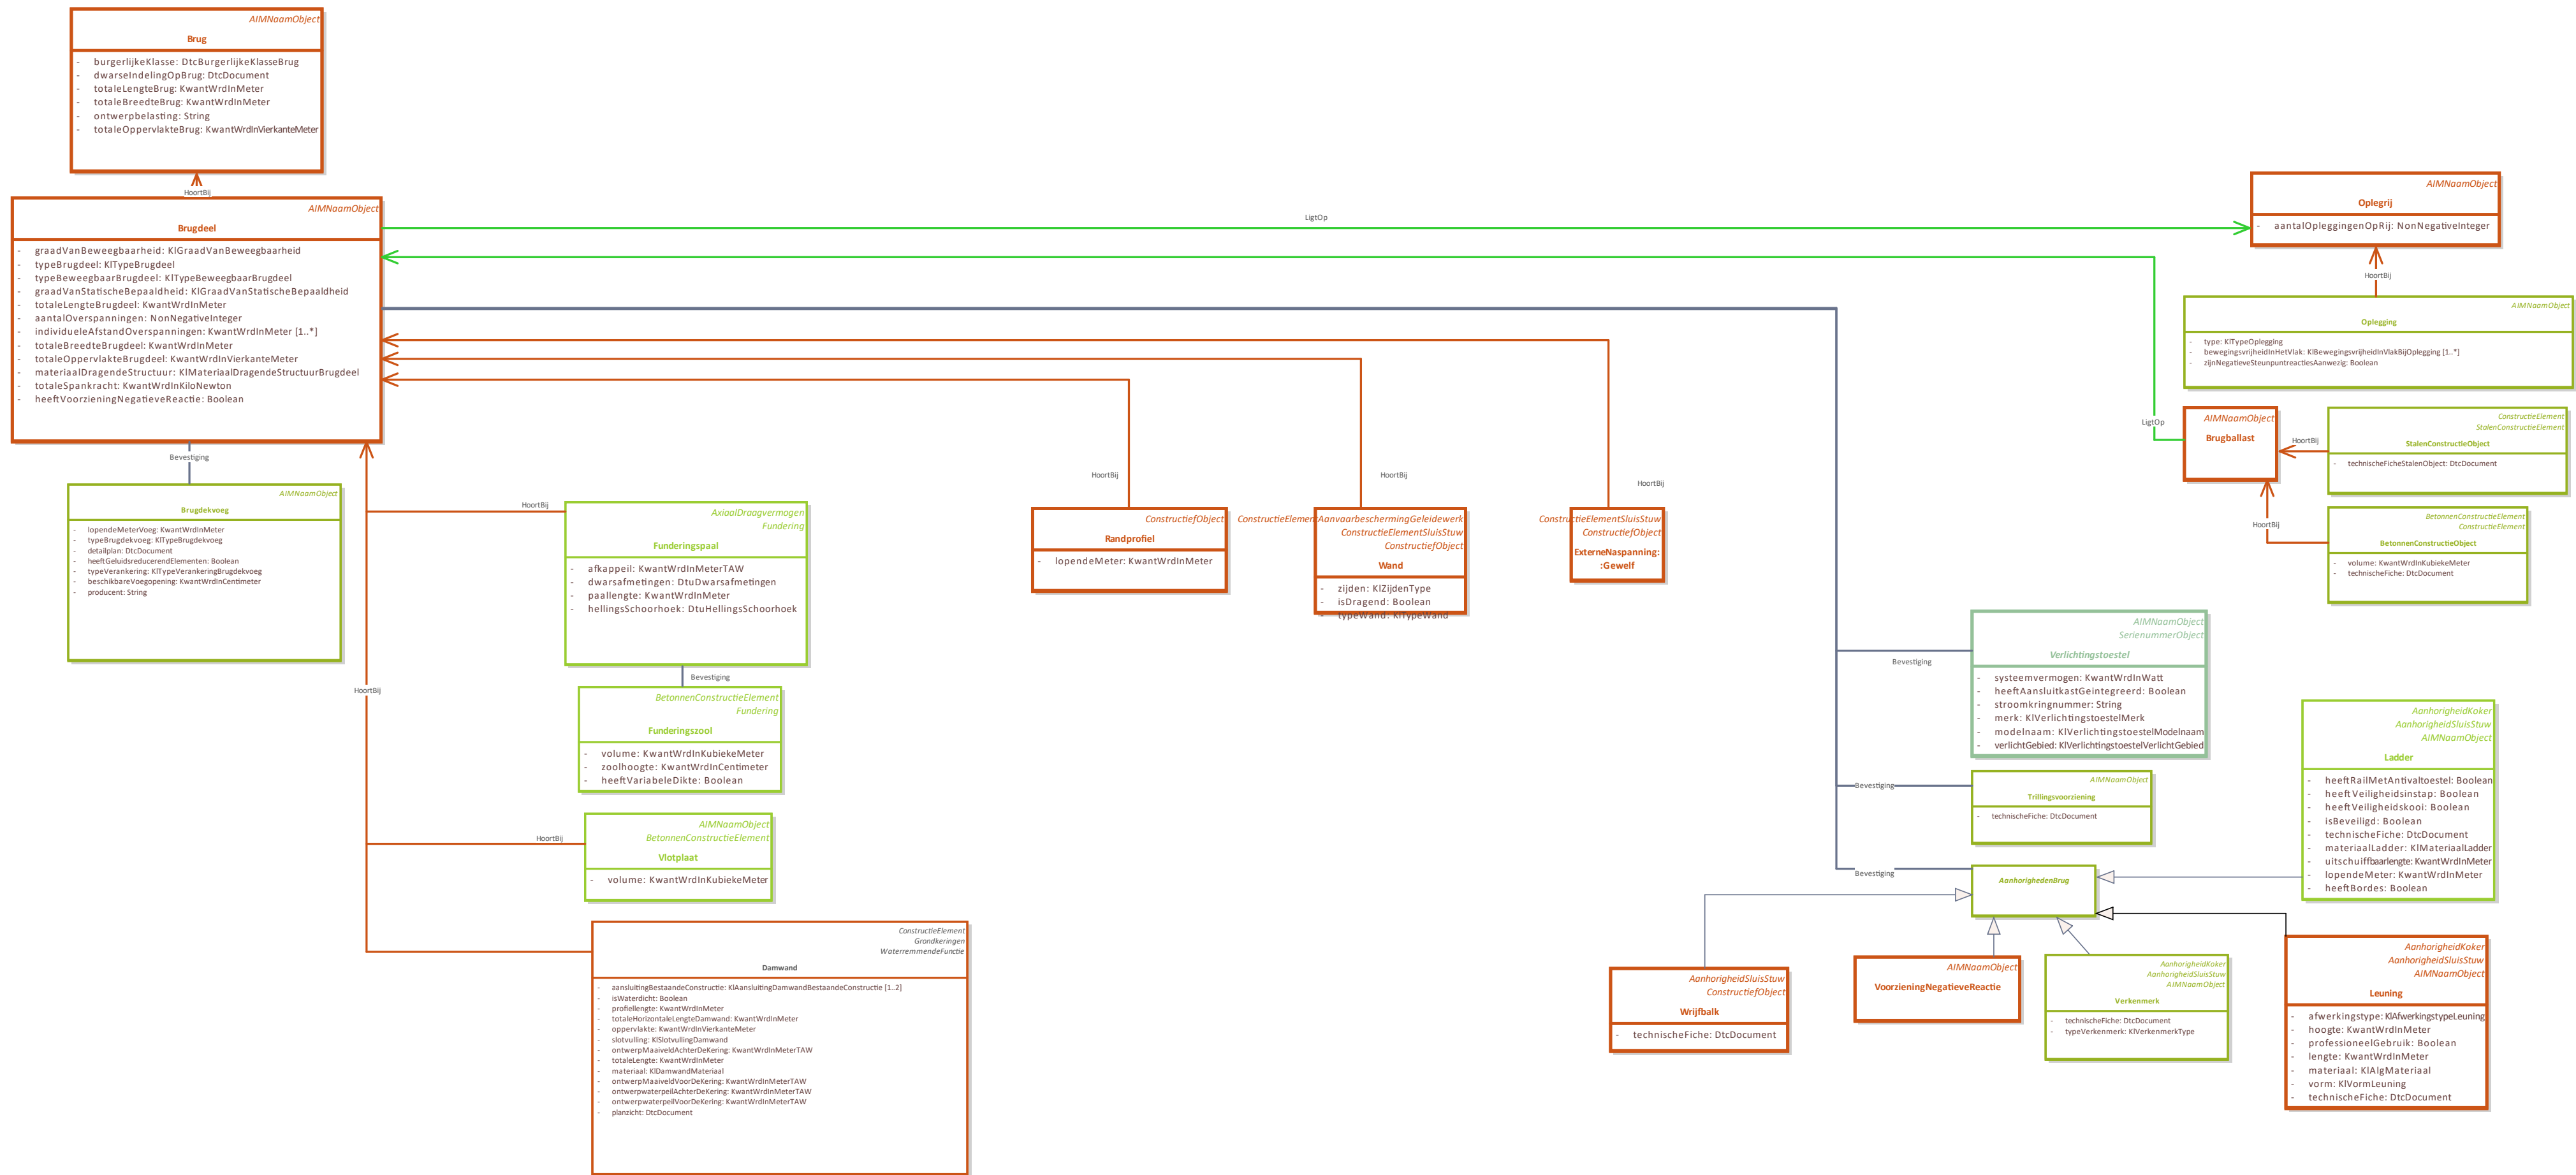 AIMNaamObject
Brug
- burgerlijkeKlasse: DtcBurgerlijkeKlasseBrug
- dwarseIndelingOpBrug: DtcDocument
- totaleLengteBrug: KwantWrdInMeter
- totaleBreedteBrug: KwantWrdInMeter
- ontwerpbelasting: String
- totaleOppervlakteBrug: KwantWrdInVierkanteMeter
HoortBij
AIMNaamObject
Brugdeel
- graadVanBeweegbaarheid: KlGraadVanBeweegbaarheid
- typeBrugdeel: KlTypeBrugdeel
- typeBeweegbaarBrugdeel: KlTypeBeweegbaarBrugdeel
- graadVanStatischeBepaaldheid: KlGraadVanStatischeBepaaldheid
- totaleLengteBrugdeel: KwantWrdInMeter
- aantalOverspanningen: NonNegativeInteger
- individueleAfstandOverspanningen: KwantWrdInMeter [1..*]
- totaleBreedteBrugdeel: KwantWrdInMeter
- totaleOppervlakteBrugdeel: KwantWrdInVierkanteMeter
- materiaalDragendeStructuur: KlMateriaalDragendeStructuurBrugdeel
- totaleSpankracht: KwantWrdInKiloNewton
- heeftVoorzieningNegatieveReactie: Boolean
LigtOp
AIMNaamObject
Oplegrij
- aantalOpleggingenOpRij: NonNegativeInteger
HoortBij
AIMNaamObject
Oplegging
- type: KlTypeOplegging
- bewegingsvrijheidInHetVlak: KlBewegingsvrijheidInVlakBijOplegging [1..*]
- zijnNegatieveSteunpuntreactiesAanwezig: Boolean
LigtOp
AIMNaamObject
Brugballast
HoortBij
ConstructieElement
StalenConstructieElement
StalenConstructieObject
- technischeFicheStalenObject: DtcDocument
HoortBij
BetonnenConstructieElement
ConstructieElement
BetonnenConstructieObject
- volume: KwantWrdInKubiekeMeter
- technischeFiche: DtcDocument
Bevestiging
AIMNaamObject
Brugdekvoeg
- lopendeMeterVoeg: KwantWrdInMeter
- typeBrugdekvoeg: KlTypeBrugdekvoeg
- detailplan: DtcDocument
- heeftGeluidsreducerendElementen: Boolean
- typeVerankering: KlTypeVerankeringBrugdekvoeg
- beschikbareVoegopening: KwantWrdInCentimeter
- producent: String
HoortBij
HoortBij
AxiaalDraagvermogen
Fundering
Funderingspaal
- afkappeil: KwantWrdInMeterTAW
- dwarsafmetingen: DtuDwarsafmetingen
- paallengte: KwantWrdInMeter
- hellingsSchoorhoek: DtuHellingsSchoorhoek
Bevestiging
BetonnenConstructieElement
Fundering
Funderingszool
- volume: KwantWrdInKubiekeMeter
- zoolhoogte: KwantWrdInCentimeter
- heeftVariabeleDikte: Boolean
HoortBij
AIMNaamObject
BetonnenConstructieElement
Vlotplaat
- volume: KwantWrdInKubiekeMeter
ConstructieElement
Grondkeringen
WaterremmendeFunctie
Damwand
- aansluitingBestaandeConstructie: KlAansluitingDamwandBestaandeConstructie [1..2]
- isWaterdicht: Boolean
- profiellengte: KwantWrdInMeter
- totaleHorizontaleLengteDamwand: KwantWrdInMeter
- oppervlakte: KwantWrdInVierkanteMeter
- slotvulling: KlSlotvullingDamwand
- ontwerpMaaiveldAchterDeKering: KwantWrdInMeterTAW
- totaleLengte: KwantWrdInMeter
- materiaal: KlDamwandMateriaal
- ontwerpMaaiveldVoorDeKering: KwantWrdInMeterTAW
- ontwerpwaterpeilAchterDeKering: KwantWrdInMeterTAW
- ontwerpwaterpeilVoorDeKering: KwantWrdInMeterTAW
- planzicht: DtcDocument
HoortBij
ConstructiefObject
Randprofiel
- lopendeMeter: KwantWrdInMeter
HoortBij
ConstructieElementAanvaarbeschermingGeleidewerk
ConstructieElementSluisStuw
ConstructiefObject
Wand
- zijden: KlZijdenType
- isDragend: Boolean
- typeWand: KlTypeWand
HoortBij
ConstructieElementSluisStuw
ConstructiefObject
ExterneNaspanning:
:Gewelf
Bevestiging
AIMNaamObject
SerienummerObject
Verlichtingstoestel
- systeemvermogen: KwantWrdInWatt
- heeftAansluitkastGeintegreerd: Boolean
- stroomkringnummer: String
- merk: KlVerlichtingstoestelMerk
- modelnaam: KlVerlichtingstoestelModelnaam
- verlichtGebied: KlVerlichtingstoestelVerlichtGebied
Bevestiging
AIMNaamObject
Trillingsvoorziening
- technischeFiche: DtcDocument
Bevestiging
AanhorighedenBrug
AanhorigheidKoker
AanhorigheidSluisStuw
AIMNaamObject
Ladder
- heeftRailMetAntivaltoestel: Boolean
- heeftVeiligheidsinstap: Boolean
- heeftVeiligheidskooi: Boolean
- isBeveiligd: Boolean
- technischeFiche: DtcDocument
- materiaalLadder: KlMateriaalLadder
- uitschuifbaarlengte: KwantWrdInMeter
- lopendeMeter: KwantWrdInMeter
- heeftBordes: Boolean
AanhorigheidSluisStuw
ConstructiefObject
Wrijfbalk
- technischeFiche: DtcDocument
AIMNaamObject
VoorzieningNegatieveReactie
AanhorigheidKoker
AanhorigheidSluisStuw
AIMNaamObject
Verkenmerk
- technischeFiche: DtcDocument
- typeVerkenmerk: KlVerkenmerkType
AanhorigheidKoker
AanhorigheidSluisStuw
AIMNaamObject
Leuning
- afwerkingstype: KlAfwerkingstypeLeuning
- hoogte: KwantWrdInMeter
- professioneelGebruik: Boolean
- lengte: KwantWrdInMeter
- materiaal: KlAlgMateriaal
- vorm: KlVormLeuning
- technischeFiche: DtcDocument